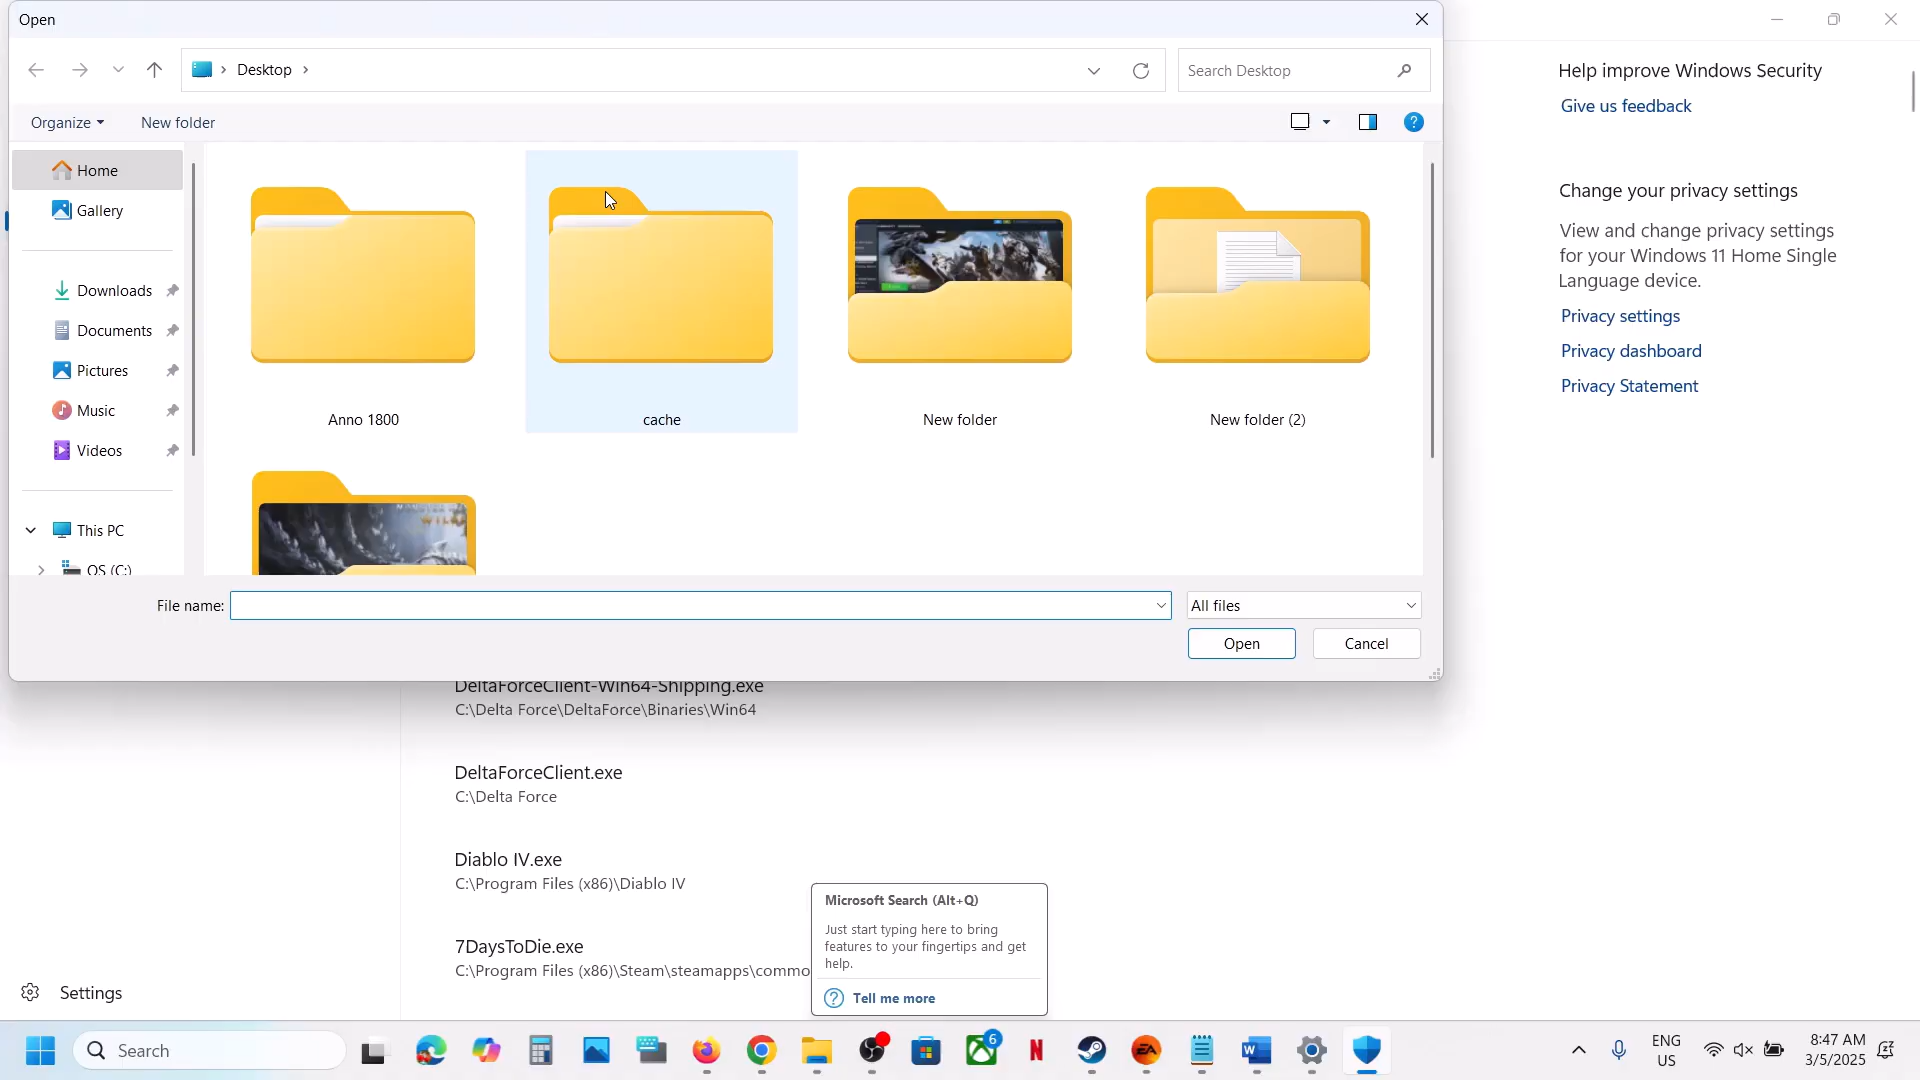 Open
Desktop
Search Desktop
Organize
New folder
Home
Gallery
Downloads
Documents
Pictures
Music
Videos
This PC
OS (C:)
Anno 1800
cache
New folder
New folder (2)
File name:
All files
Open
Cancel
Help improve Windows Security
Give us feedback
Change your privacy settings
View and change privacy settings
for your Windows 11 Home Single
Language device.
Privacy settings
Privacy dashboard
Privacy Statement
DeltaForceClient-Win64-Shipping.exe
C:\Delta Force\DeltaForce\Binaries\Win64
DeltaForceClient.exe
C:\Delta Force
Diablo IV.exe
C:\Program Files (x86)\Diablo IV
7DaysToDie.exe
C:\Program Files (x86)\Steam\steamapps\commo
Microsoft Search (Alt+Q)
Just start typing here to bring
features to your fingertips and get
help.
Tell me more
Settings
Search
6
ENG
US
8:47 AM
3/5/2025